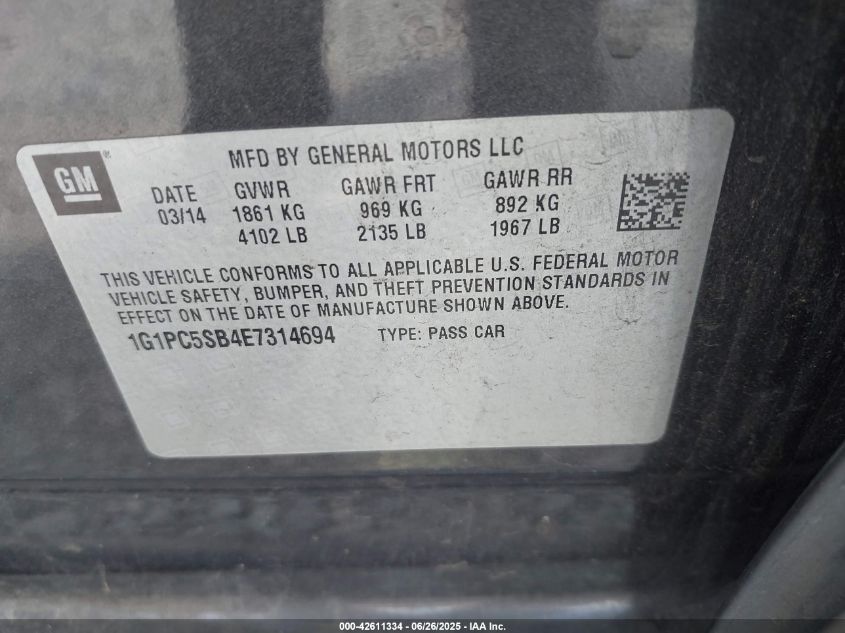 MFD BY GENERAL MOTORS LLC
GM®
DATE GVWR GAWR FRT GAWR RR
03/14 1861 KG 969 KG 892 KG
4102 LB 2135 LB 1967 LB
THIS VEHICLE CONFORMS TO ALL APPLICABLE U.S. FEDERAL MOTOR
VEHICLE SAFETY, BUMPER, AND THEFT PREVENTION STANDARDS IN
EFFECT ON THE DATE OF MANUFACTURE SHOWN ABOVE.
1G1PC5SB4E7314694 TYPE: PASS CAR
000-42611334 - 06/26/2025 - IAA Inc.